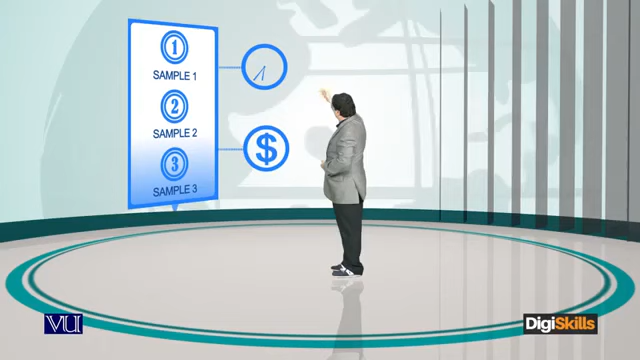 1
SAMPLE 1
2
SAMPLE 2
3
SAMPLE 3
$
VU
DigiSkills